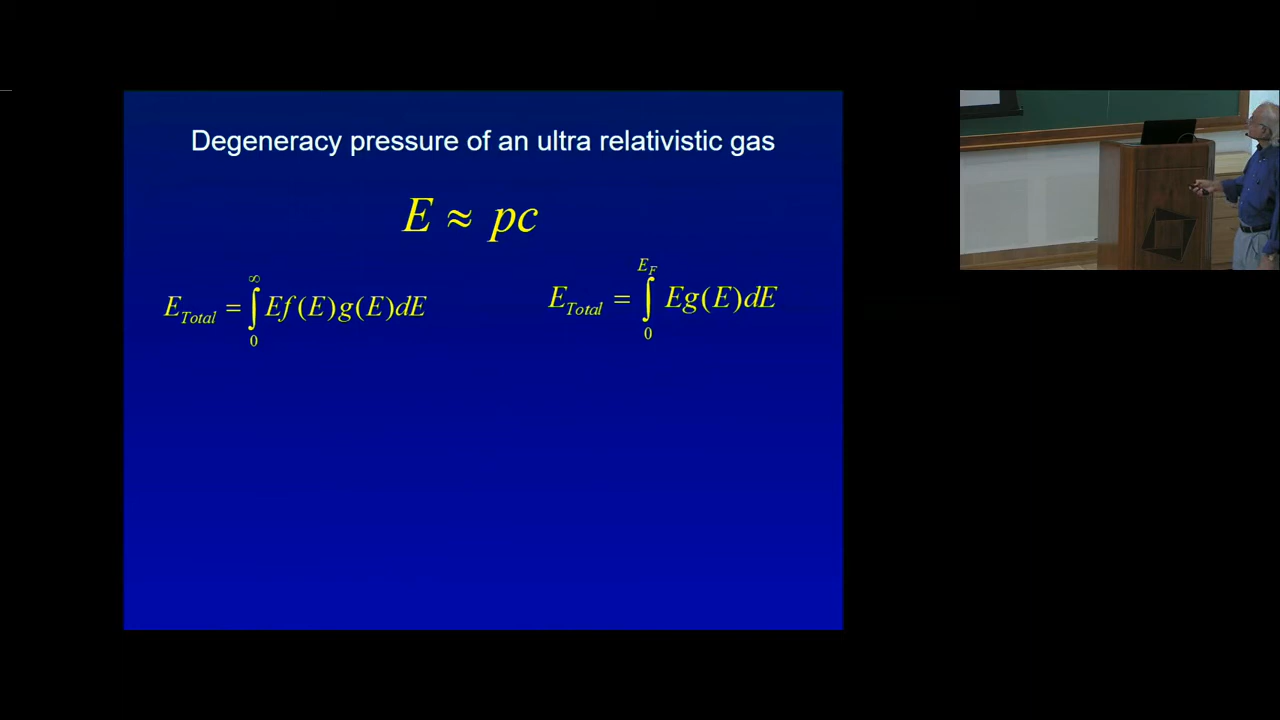 Degeneracy pressure of an ultra relativistic gas
E ≈ pc
E_Total = ∫_0^∞ Ef(E)g(E)dE
E_Total = ∫_0^{E_F} Eg(E)dE